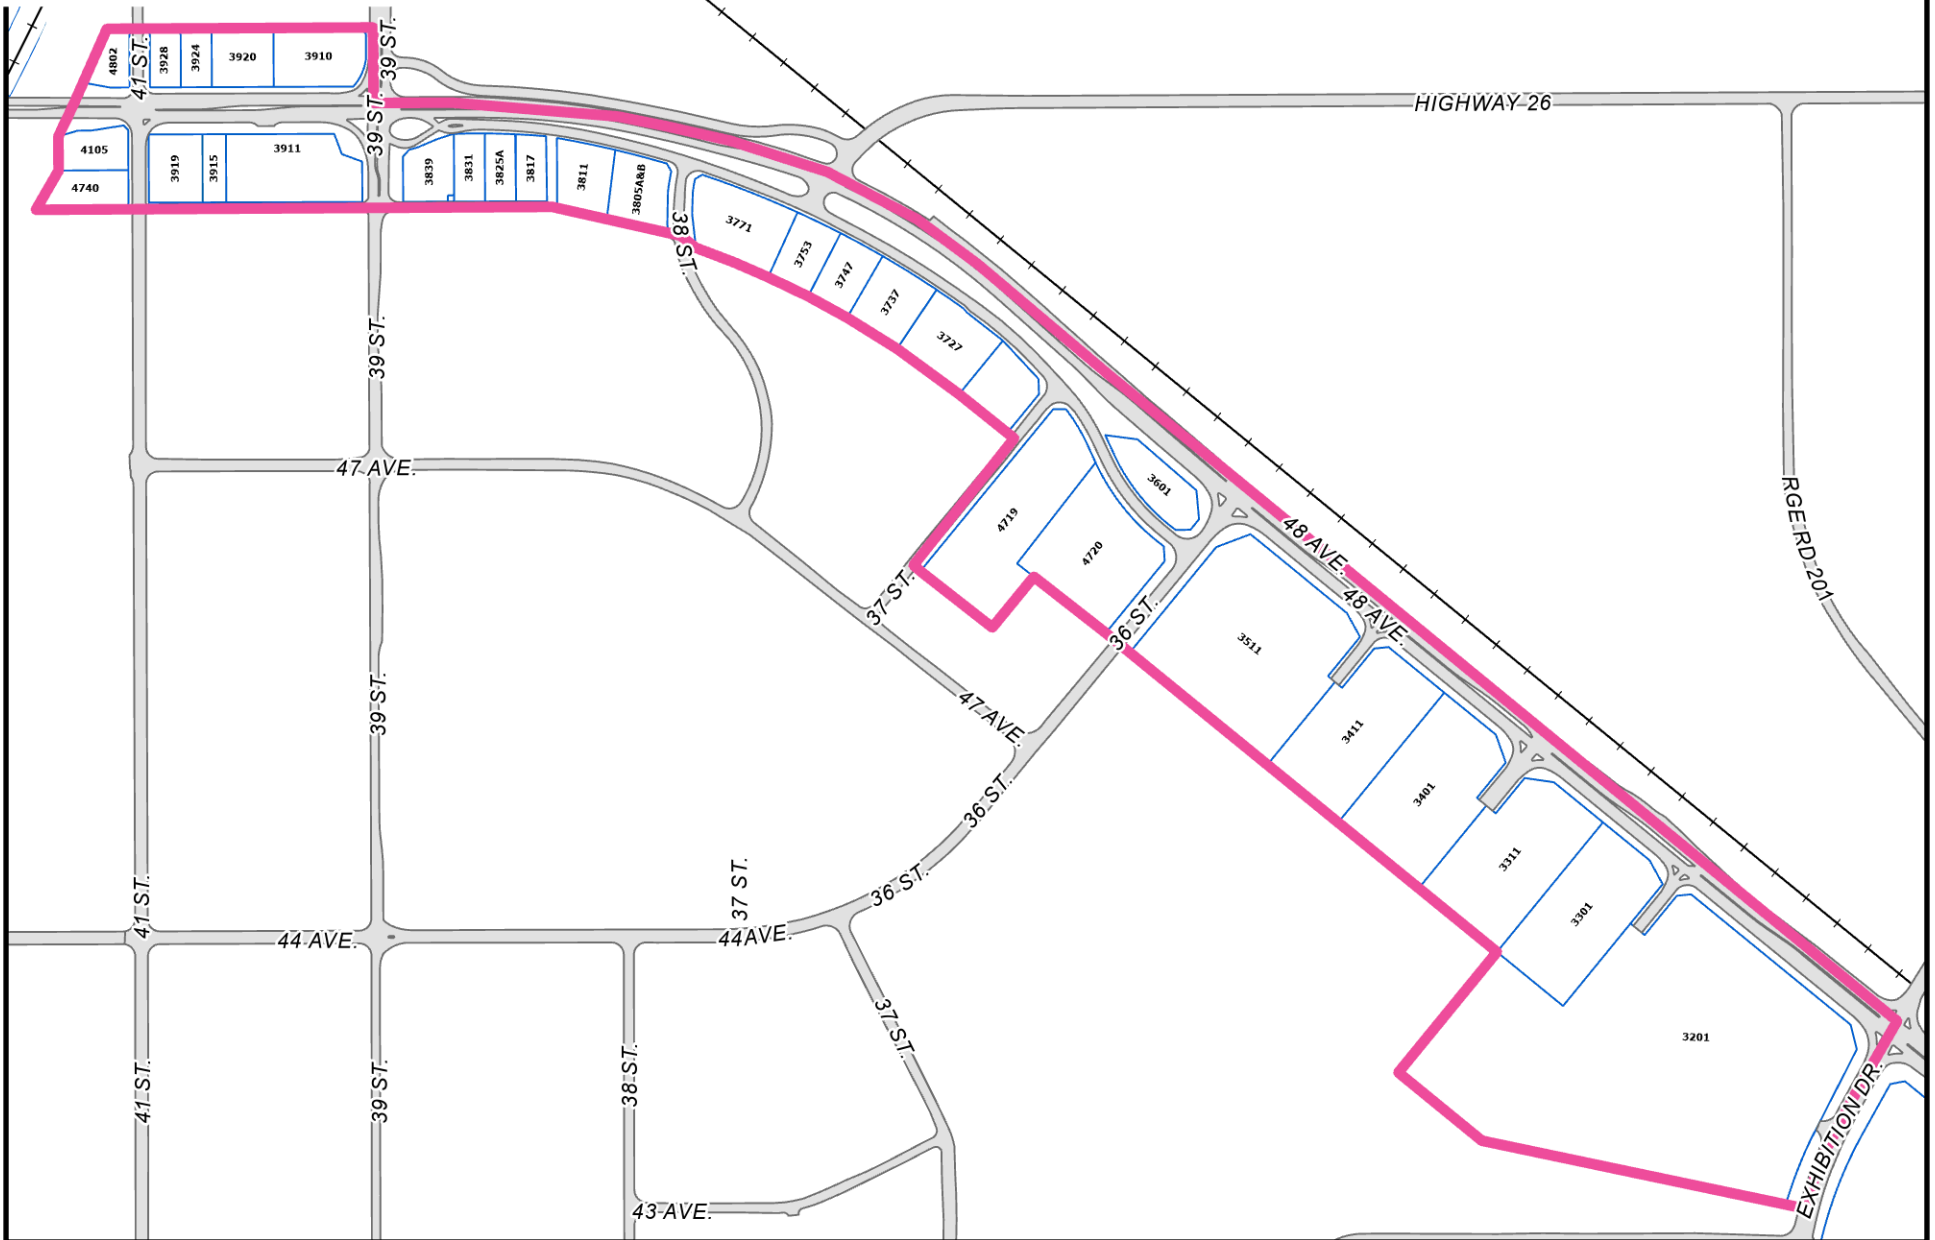 39 ST.
41 ST.
4802
3928
3924
3920
3910
HIGHWAY 26
39 ST.
4105
4740
3919
3915
3911
3839
3831
3825A
3817
3811
3805A&B
38 ST.
3771
3753
3747
3737
3727
39 ST.
47 AVE.
3601
4719
4720
48 AVE.
48 AVE.
RGE RD 201
37 ST.
36 ST.
3511
39 ST.
47 AVE.
3411
3401
36 ST.
3311
3301
41 ST.
44 AVE.
37 ST.
44AVE.
36 ST.
37 ST.
3201
41 ST.
39 ST.
38 ST.
EXHIBITION DR.
43 AVE.